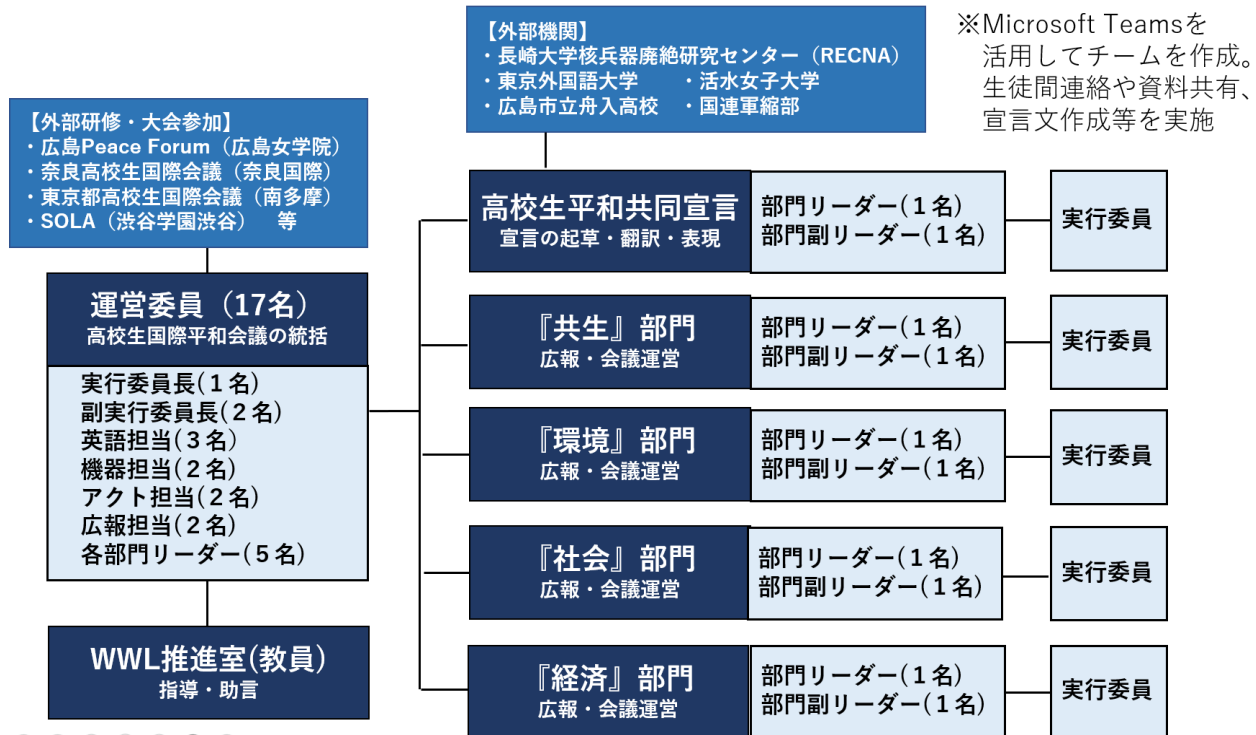 【外部機関】
・長崎大学核兵器廃絶研究センター（RECNA）
・東京外国語大学　　・活水女子大学
・広島市立舟入高校　・国連軍縮部
※Microsoft Teamsを
活用してチームを作成。
生徒間連絡や資料共有、
宣言文作成等を実施
【外部研修・大会参加】
・広島Peace Forum（広島女学院）
・奈良高校生国際会議（奈良国際）
・東京都高校生国際会議（南多摩）
・SOLA（渋谷学園渋谷）　等
運営委員（17名）
高校生国際平和会議の統括
実行委員長(１名)
副実行委員長(２名)
英語担当(３名)
機器担当(２名)
アクト担当(２名)
広報担当(２名)
各部門リーダー(５名)
WWL推進室(教員)
指導・助言
高校生平和共同宣言
宣言の起草・翻訳・表現
部門リーダー(１名)
部門副リーダー(１名)
実行委員
『共生』部門
広報・会議運営
部門リーダー(１名)
部門副リーダー(１名)
実行委員
『環境』部門
広報・会議運営
部門リーダー(１名)
部門副リーダー(１名)
実行委員
『社会』部門
広報・会議運営
部門リーダー(１名)
部門副リーダー(１名)
実行委員
『経済』部門
広報・会議運営
部門リーダー(１名)
部門副リーダー(１名)
実行委員